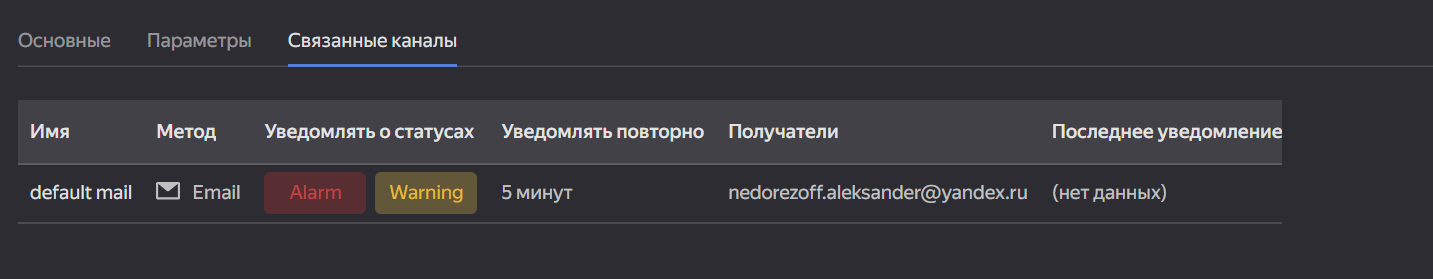 Основные Параметры Связанные каналы
Имя Метод Уведомлять о статусах Уведомлять повторно Получатели Последнее уведомление
default mail Email Alarm Warning 5 минут nedorezoff.aleksander@yandex.ru (нет данных)